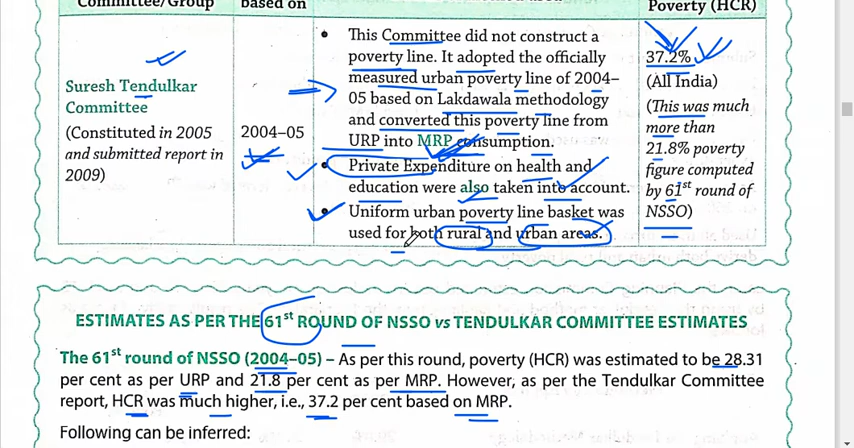 Committee/Group
based on
Poverty (HCR)
Suresh Tendulkar
Committee
(Constituted in 2005
and submitted report in
2009)
2004–05
• This Committee did not construct a
poverty line. It adopted the officially
measured urban poverty line of 2004–
05 based on Lakdawala methodology
and converted this poverty line from
URP into MRP consumption.
• Private Expenditure on health and
education were also taken into account.
• Uniform urban poverty line basket was
used for both rural and urban areas.
37.2%
(All India)
(This was much
more than
21.8% poverty
figure computed
by 61st round of
NSSO)
ESTIMATES AS PER THE 61st ROUND OF NSSO vs TENDULKAR COMMITTEE ESTIMATES
The 61st round of NSSO (2004–05) – As per this round, poverty (HCR) was estimated to be 28.31
per cent as per URP and 21.8 per cent as per MRP. However, as per the Tendulkar Committee
report, HCR was much higher, i.e., 37.2 per cent based on MRP.
Following can be inferred: